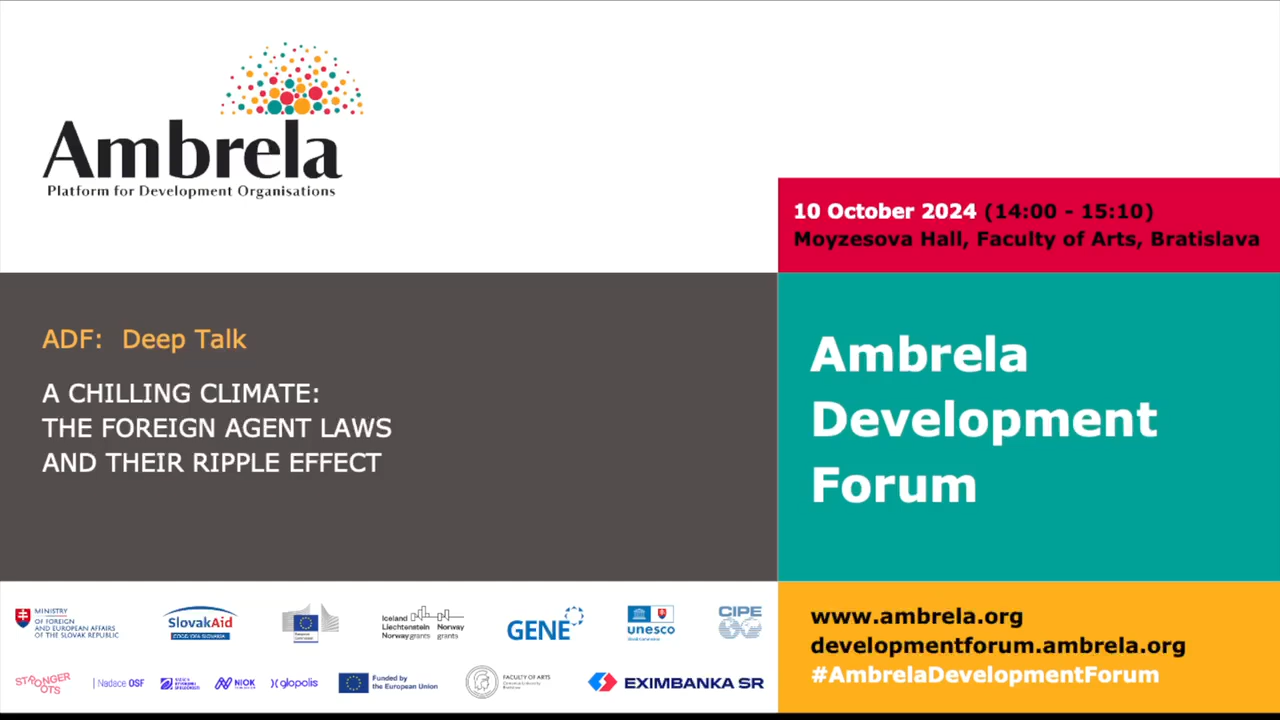 Ambrela
Platform for Development Organisations
10 October 2024 (14:00 - 15:10)
Moyzesova Hall, Faculty of Arts, Bratislava
ADF: Deep Talk
A CHILLING CLIMATE:
THE FOREIGN AGENT LAWS
AND THEIR RIPPLE EFFECT
Ambrela
Development
Forum
MINISTRY
OF FOREIGN
AND EUROPEAN AFFAIRS
OF THE SLOVAK REPUBLIC
SlovakAid
European
Commission
Iceland
Liechtenstein
Norway grants
Norway
grants
GENE
unesco
CIPE
STRONGER
Nadace OSF
NIOK
glopolis
Funded by
the European Union
FACULTY OF ARTS
EXIMBANKA SR
www.ambrela.org
developmentforum.ambrela.org
#AmbrelaDevelopmentForum